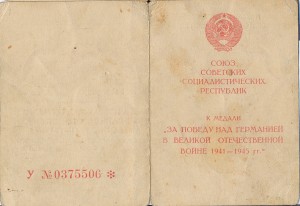 У №0375506 *
СОЮЗ
СОВЕТСКИХ
СОЦИАЛИСТИЧЕСКИХ
РЕСПУБЛИК
К МЕДАЛИ
"ЗА ПОБЕДУ НАД ГЕРМАНИЕЙ
В ВЕЛИКОЙ ОТЕЧЕСТВЕННОЙ
ВОЙНЕ 1941—1945 гг."